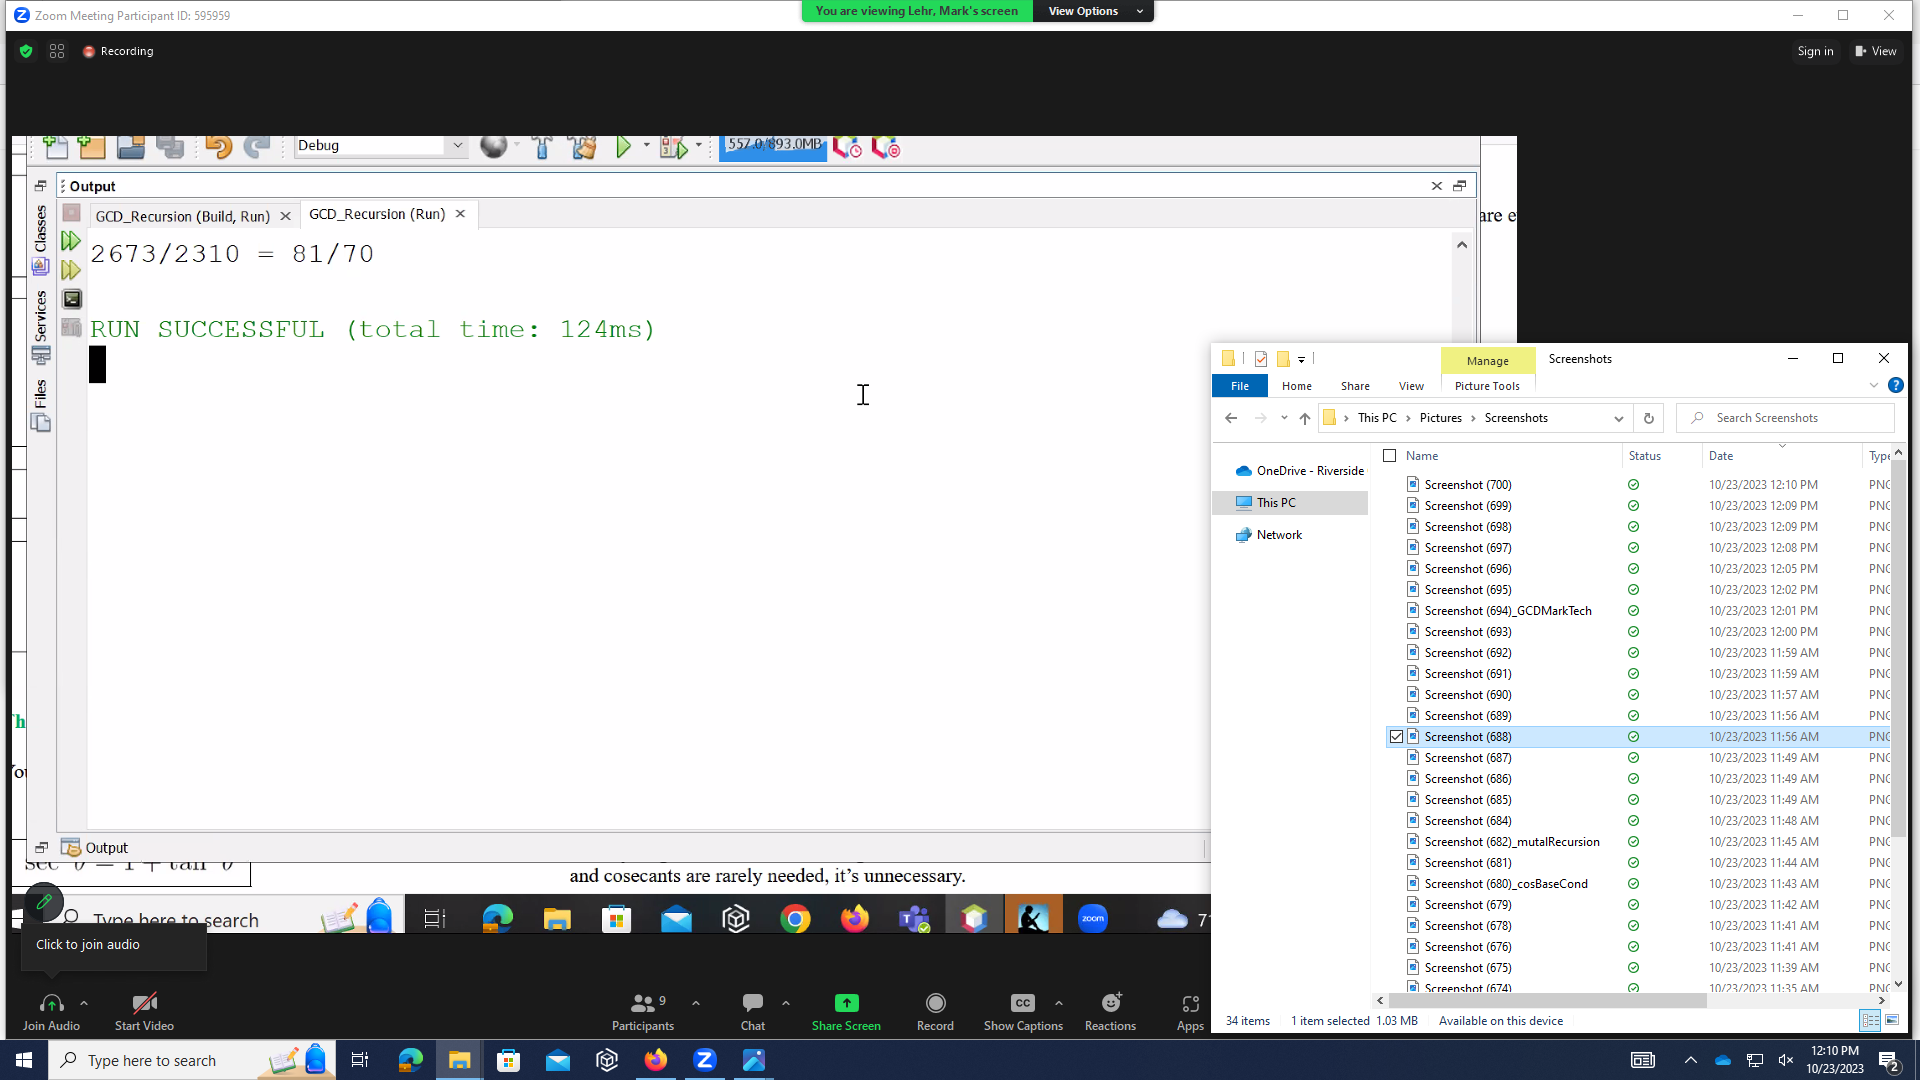 Zoom Meeting Participant ID: 595959
You are viewing Lehr, Mark's screen
View Options
Recording
Sign in
View
Debug
557.0/893.0MB
Output
are e
Classes
Services
Files
GCD_Recursion (Build, Run)
GCD_Recursion (Run)
2673/2310 = 81/70
RUN SUCCESSFUL (total time: 124ms)
Output
and cosecants are rarely needed, it's unnecessary.
Type here to search
zoom
Click to join audio
Join Audio
Start Video
9
Participants
Chat
Share Screen
Record
CC
Show Captions
Reactions
Apps
Manage
Screenshots
File
Home
Share
View
Picture Tools
This PC
Pictures
Screenshots
Search Screenshots
OneDrive - Riverside
This PC
Network
Name Status Date Type
Screenshot (700) 10/23/2023 12:10 PM PNG
Screenshot (699) 10/23/2023 12:09 PM PNG
Screenshot (698) 10/23/2023 12:09 PM PNG
Screenshot (697) 10/23/2023 12:08 PM PNG
Screenshot (696) 10/23/2023 12:05 PM PNG
Screenshot (695) 10/23/2023 12:02 PM PNG
Screenshot (694)_GCDMarkTech 10/23/2023 12:01 PM PNG
Screenshot (693) 10/23/2023 12:00 PM PNG
Screenshot (692) 10/23/2023 11:59 AM PNG
Screenshot (691) 10/23/2023 11:59 AM PNG
Screenshot (690) 10/23/2023 11:57 AM PNG
Screenshot (689) 10/23/2023 11:56 AM PNG
Screenshot (688) 10/23/2023 11:56 AM PNG
Screenshot (687) 10/23/2023 11:49 AM PNG
Screenshot (686) 10/23/2023 11:49 AM PNG
Screenshot (685) 10/23/2023 11:49 AM PNG
Screenshot (684) 10/23/2023 11:48 AM PNG
Screenshot (682)_mutalRecursion 10/23/2023 11:45 AM PNG
Screenshot (681) 10/23/2023 11:44 AM PNG
Screenshot (680)_cosBaseCond 10/23/2023 11:43 AM PNG
Screenshot (679) 10/23/2023 11:42 AM PNG
Screenshot (678) 10/23/2023 11:41 AM PNG
Screenshot (676) 10/23/2023 11:41 AM PNG
Screenshot (675) 10/23/2023 11:39 AM PNG
Screenshot (674) 10/23/2023 11:35 AM PNG
34 items
1 item selected 1.03 MB
Available on this device
Type here to search
12:10 PM
10/23/2023
2